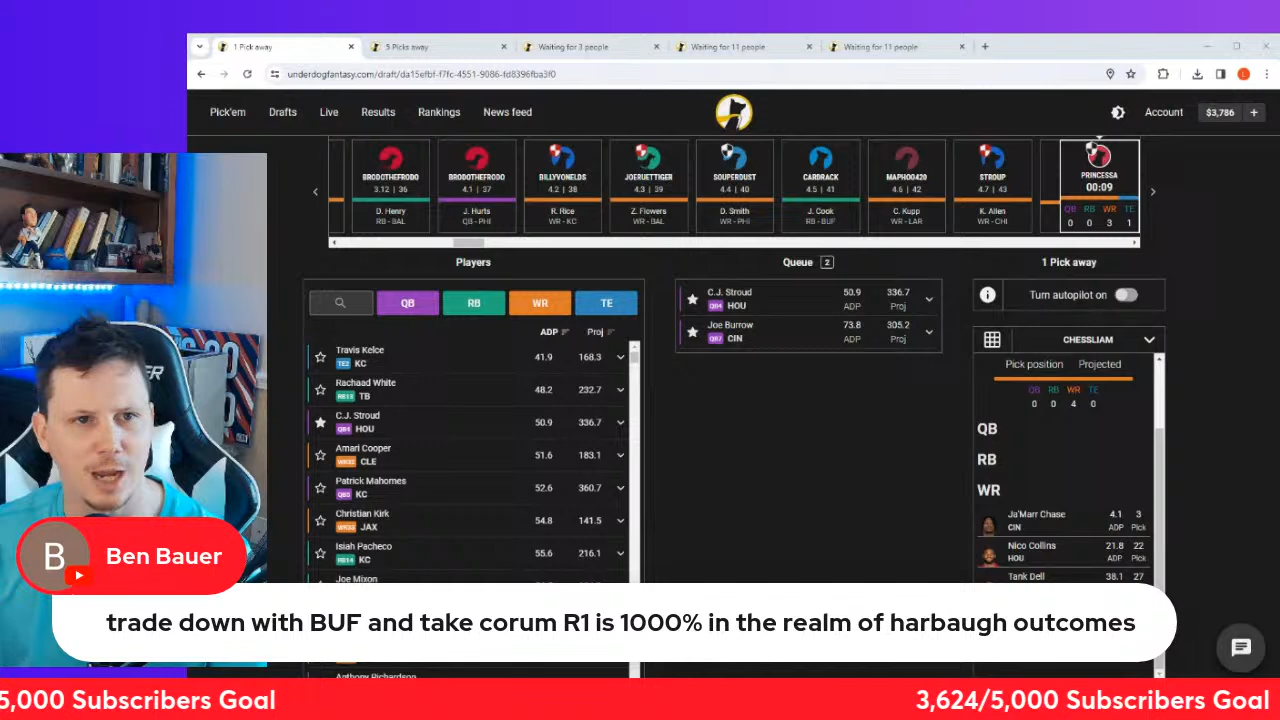 1 Pick away
5 Picks away
Waiting for 3 people
Waiting for 11 people
Waiting for 11 people
underdogfantasy.com/draft/da15efbf-f7fc-4551-9086-fd8396fba3f0
Pick'em Drafts Live Results Rankings News feed
Account $3,786 +
BRODOTHEFRODO
3.12 | 36
D. Henry
RB - BAL
BRODOTHEFRODO
4.1 | 37
J. Hurts
QB - PHI
BILLYVONELDS
4.2 | 38
R. Rice
WR - KC
JOERUETTIGER
4.3 | 39
Z. Flowers
WR - BAL
SOUPERDUST
4.4 | 40
D. Smith
WR - PHI
CARDRACK
4.5 | 41
J. Cook
RB - BUF
MAPHOO420
4.6 | 42
C. Kupp
WR - LAR
STROUP
4.7 | 43
K. Allen
WR - CHI
PRINCESSA
00:09
QB RB WR TE
0 0 3 1
Players
QB RB WR TE
ADP Proj
Travis Kelce
TE2 KC 41.9 168.3
Rachaad White
RB13 TB 48.2 232.7
C.J. Stroud
QB4 HOU 50.9 336.7
Amari Cooper
CLE 51.6 183.1
Patrick Mahomes
QB5 KC 52.6 360.7
Christian Kirk
JAX 54.8 141.5
Isiah Pacheco
RB14 KC 55.6 216.1
Joe Mixon
Anthony Richardson
Queue 2
C.J. Stroud
QB4 HOU
50.9 ADP
336.7 Proj
Joe Burrow
QB7 CIN
73.8 ADP
305.2 Proj
1 Pick away
Turn autopilot on
CHESSLIAM
Pick position Projected
QB RB WR TE
0 0 4 0
QB
RB
WR
Ja'Marr Chase 4.1 3
CIN ADP Pick
Nico Collins 21.8 22
HOU ADP Pick
Tank Dell 38.1 27
B
Ben Bauer
trade down with BUF and take corum R1 is 1000% in the realm of harbaugh outcomes
5,000 Subscribers Goal
3,624/5,000 Subscribers Goal